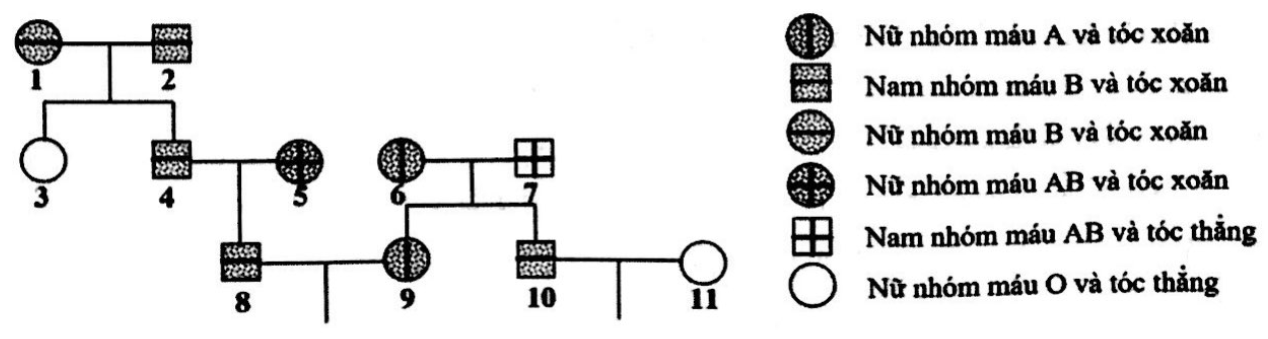 1
2
3
4
5
6
7
8
9
10
11
Nữ nhóm máu A và tóc xoăn
Nam nhóm máu B và tóc xoăn
Nữ nhóm máu B và tóc xoăn
Nữ nhóm máu AB và tóc xoăn
Nam nhóm máu AB và tóc thẳng
Nữ nhóm máu O và tóc thẳng